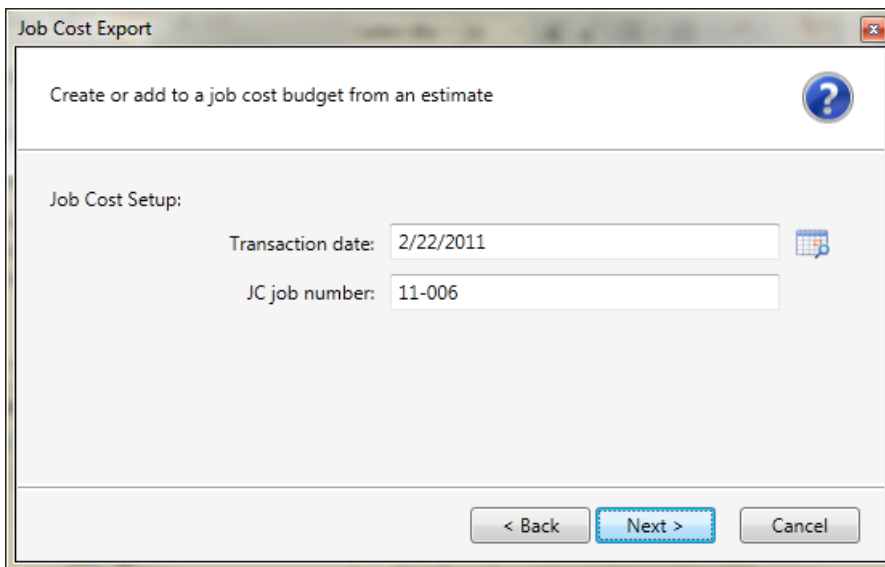 Job Cost Export
Create or add to a job cost budget from an estimate
?
Job Cost Setup:
Transaction date: 2/22/2011
JC job number: 11-006
< Back Next > Cancel